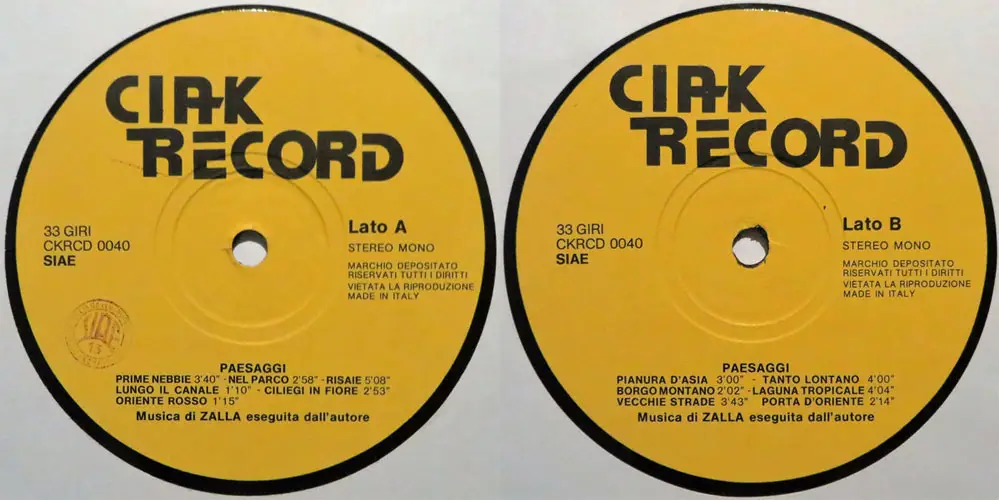 CIAK
RECORD
33 GIRI
CKRCD 0040
SIAE
Lato A
STEREO MONO
MARCHIO DEPOSITATO
RISERVATI TUTTI I DIRITTI
VIETATA LA RIPRODUZIONE
MADE IN ITALY
PAESAGGI
PRIME NEBBIE 3'40" - NEL PARCO 2'58" - RISAIE 5'08"
LUNGO IL CANALE 1'10" - CILIEGI IN FIORE 2'53"
ORIENTE ROSSO 1'15"
Musica di ZALLA eseguita dall'autore
CIAK
RECORD
33 GIRI
CKRCD 0040
SIAE
Lato B
STEREO MONO
MARCHIO DEPOSITATO
RISERVATI TUTTI I DIRITTI
VIETATA LA RIPRODUZIONE
MADE IN ITALY
PAESAGGI
PIANURA D'ASIA 3'00" - TANTO LONTANO 4'00"
BORGO MONTANO 2'02" - LAGUNA TROPICALE 4'04"
VECCHIE STRADE 3'43" PORTA D'ORIENTE 2'14"
Musica di ZALLA eseguita dall'autore